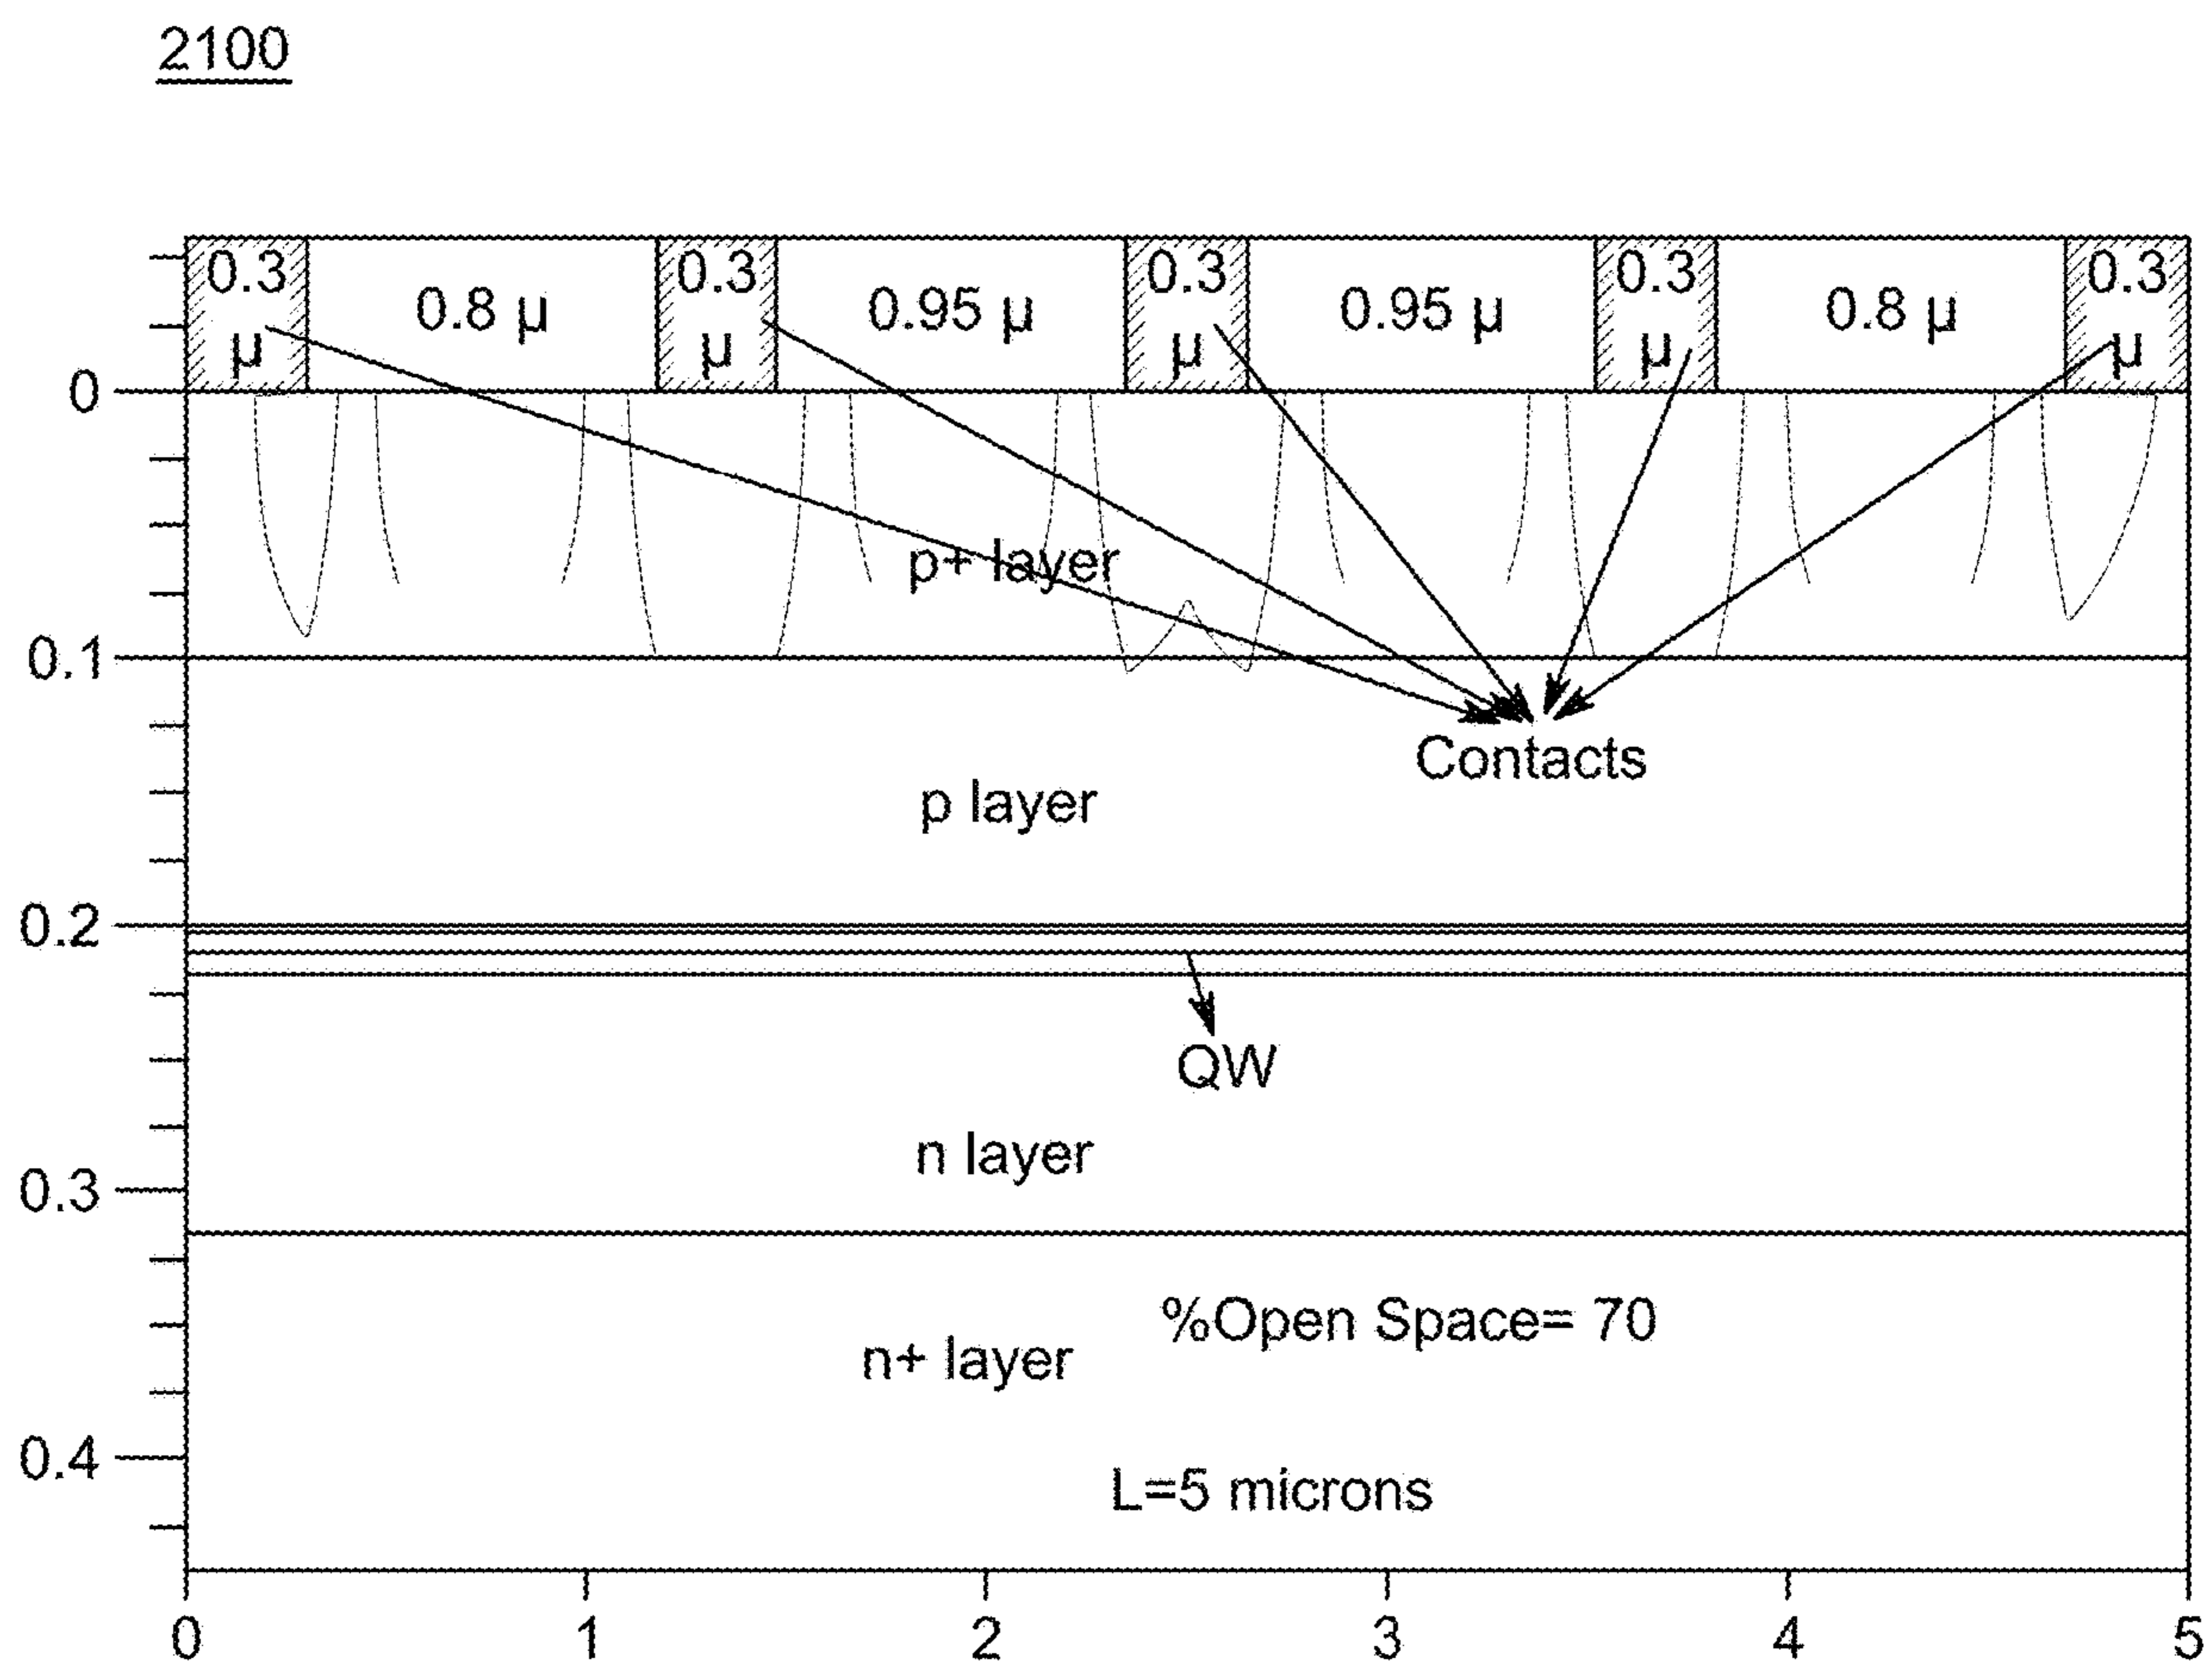 2100
0.3 μ
0.8 μ
0.3 μ
0.95 μ
0.3 μ
0.95 μ
0.3 μ
0.8 μ
0.3 μ
0
p+ layer
0.1
Contacts
p layer
0.2
QW
n layer
0.3
%Open Space= 70
n+ layer
0.4
L=5 microns
0 1 2 3 4 5